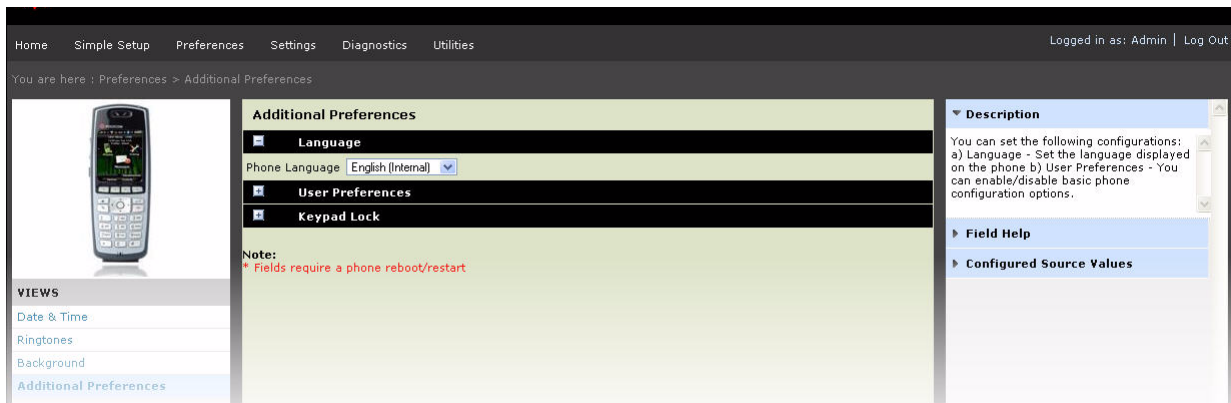 Home Simple Setup Preferences Settings Diagnostics Utilities
Logged in as: Admin | Log Out
You are here : Preferences > Additional Preferences
VIEWS
Date & Time
Ringtones
Background
Additional Preferences
Additional Preferences
Language
Phone Language English (Internal)
User Preferences
Keypad Lock
Note:
* Fields require a phone reboot/restart
Description
You can set the following configurations:
a) Language - Set the language displayed
on the phone b) User Preferences - You
can enable/disable basic phone
configuration options.
Field Help
Configured Source Values